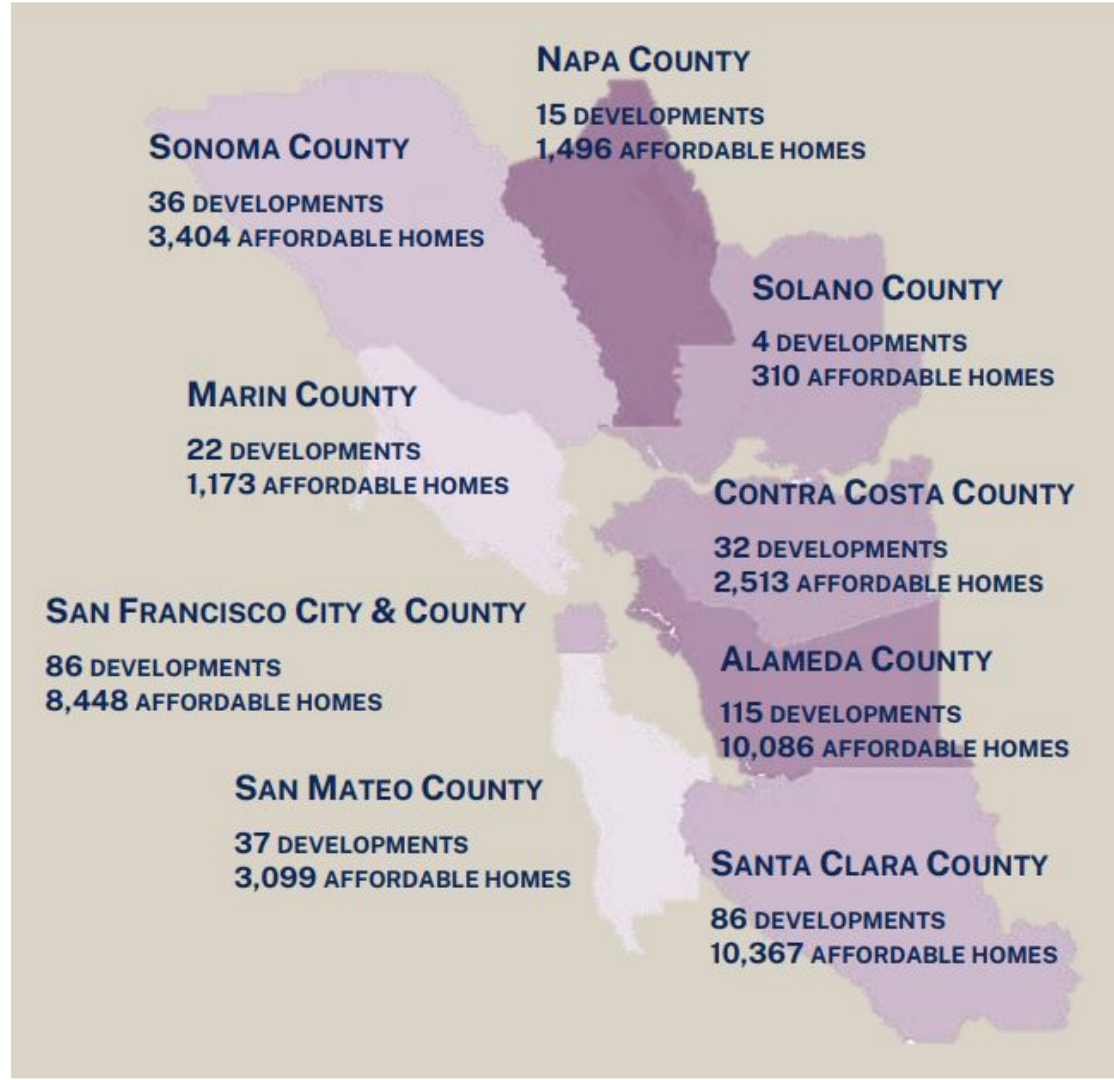 NAPA COUNTY
15 DEVELOPMENTS
1,496 AFFORDABLE HOMES
SONOMA COUNTY
36 DEVELOPMENTS
3,404 AFFORDABLE HOMES
SOLANO COUNTY
4 DEVELOPMENTS
310 AFFORDABLE HOMES
MARIN COUNTY
22 DEVELOPMENTS
1,173 AFFORDABLE HOMES
CONTRA COSTA COUNTY
32 DEVELOPMENTS
2,513 AFFORDABLE HOMES
SAN FRANCISCO CITY & COUNTY
86 DEVELOPMENTS
8,448 AFFORDABLE HOMES
ALAMEDA COUNTY
115 DEVELOPMENTS
10,086 AFFORDABLE HOMES
SAN MATEO COUNTY
37 DEVELOPMENTS
3,099 AFFORDABLE HOMES
SANTA CLARA COUNTY
86 DEVELOPMENTS
10,367 AFFORDABLE HOMES